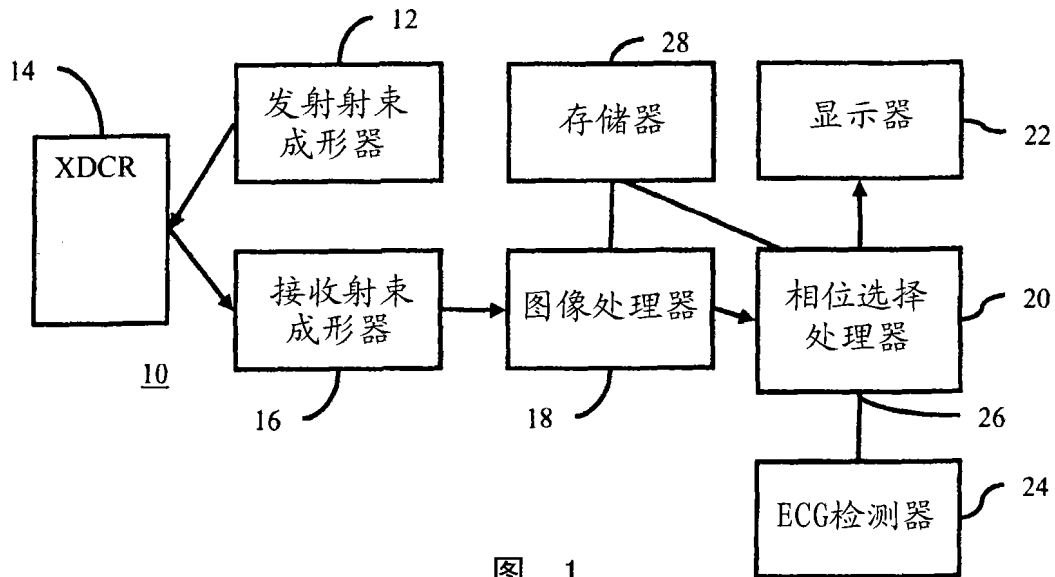 12
28
14
发射射束
成形器
存储器
显示器
22
XDCR
接收射束
成形器
图像处理器
相位选择
处理器
20
10
16
18
26
ECG检测器
24
图 1